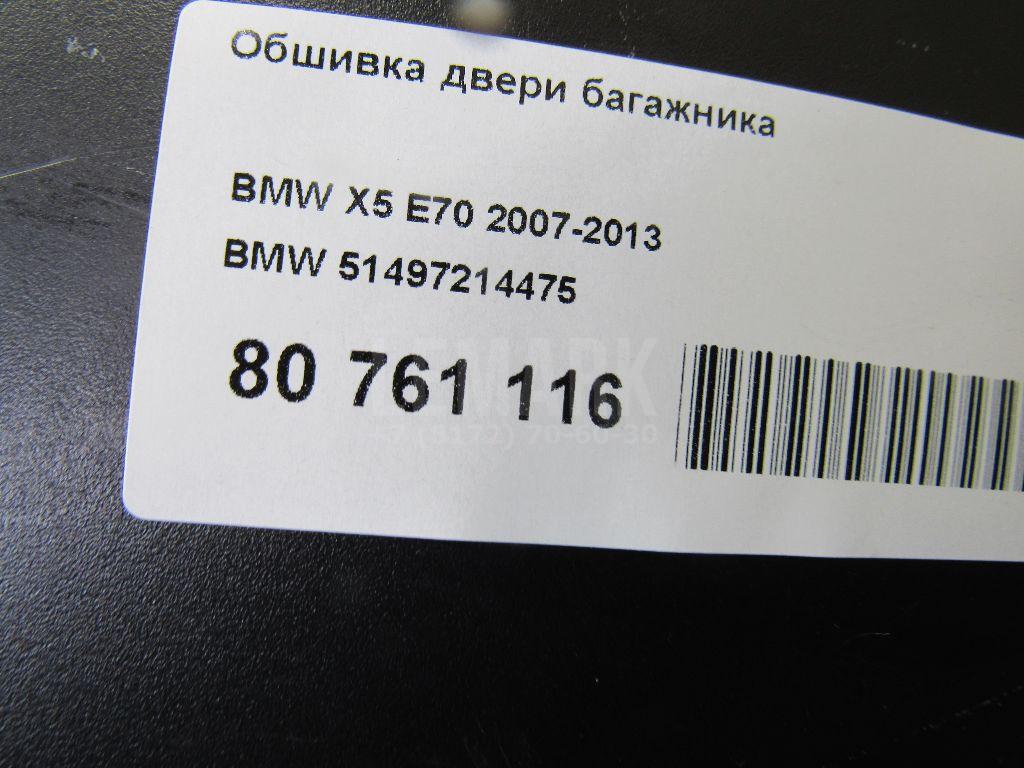 Обшивка двери багажника
BMW X5 E70 2007-2013
BMW 51497214475
80 761 116